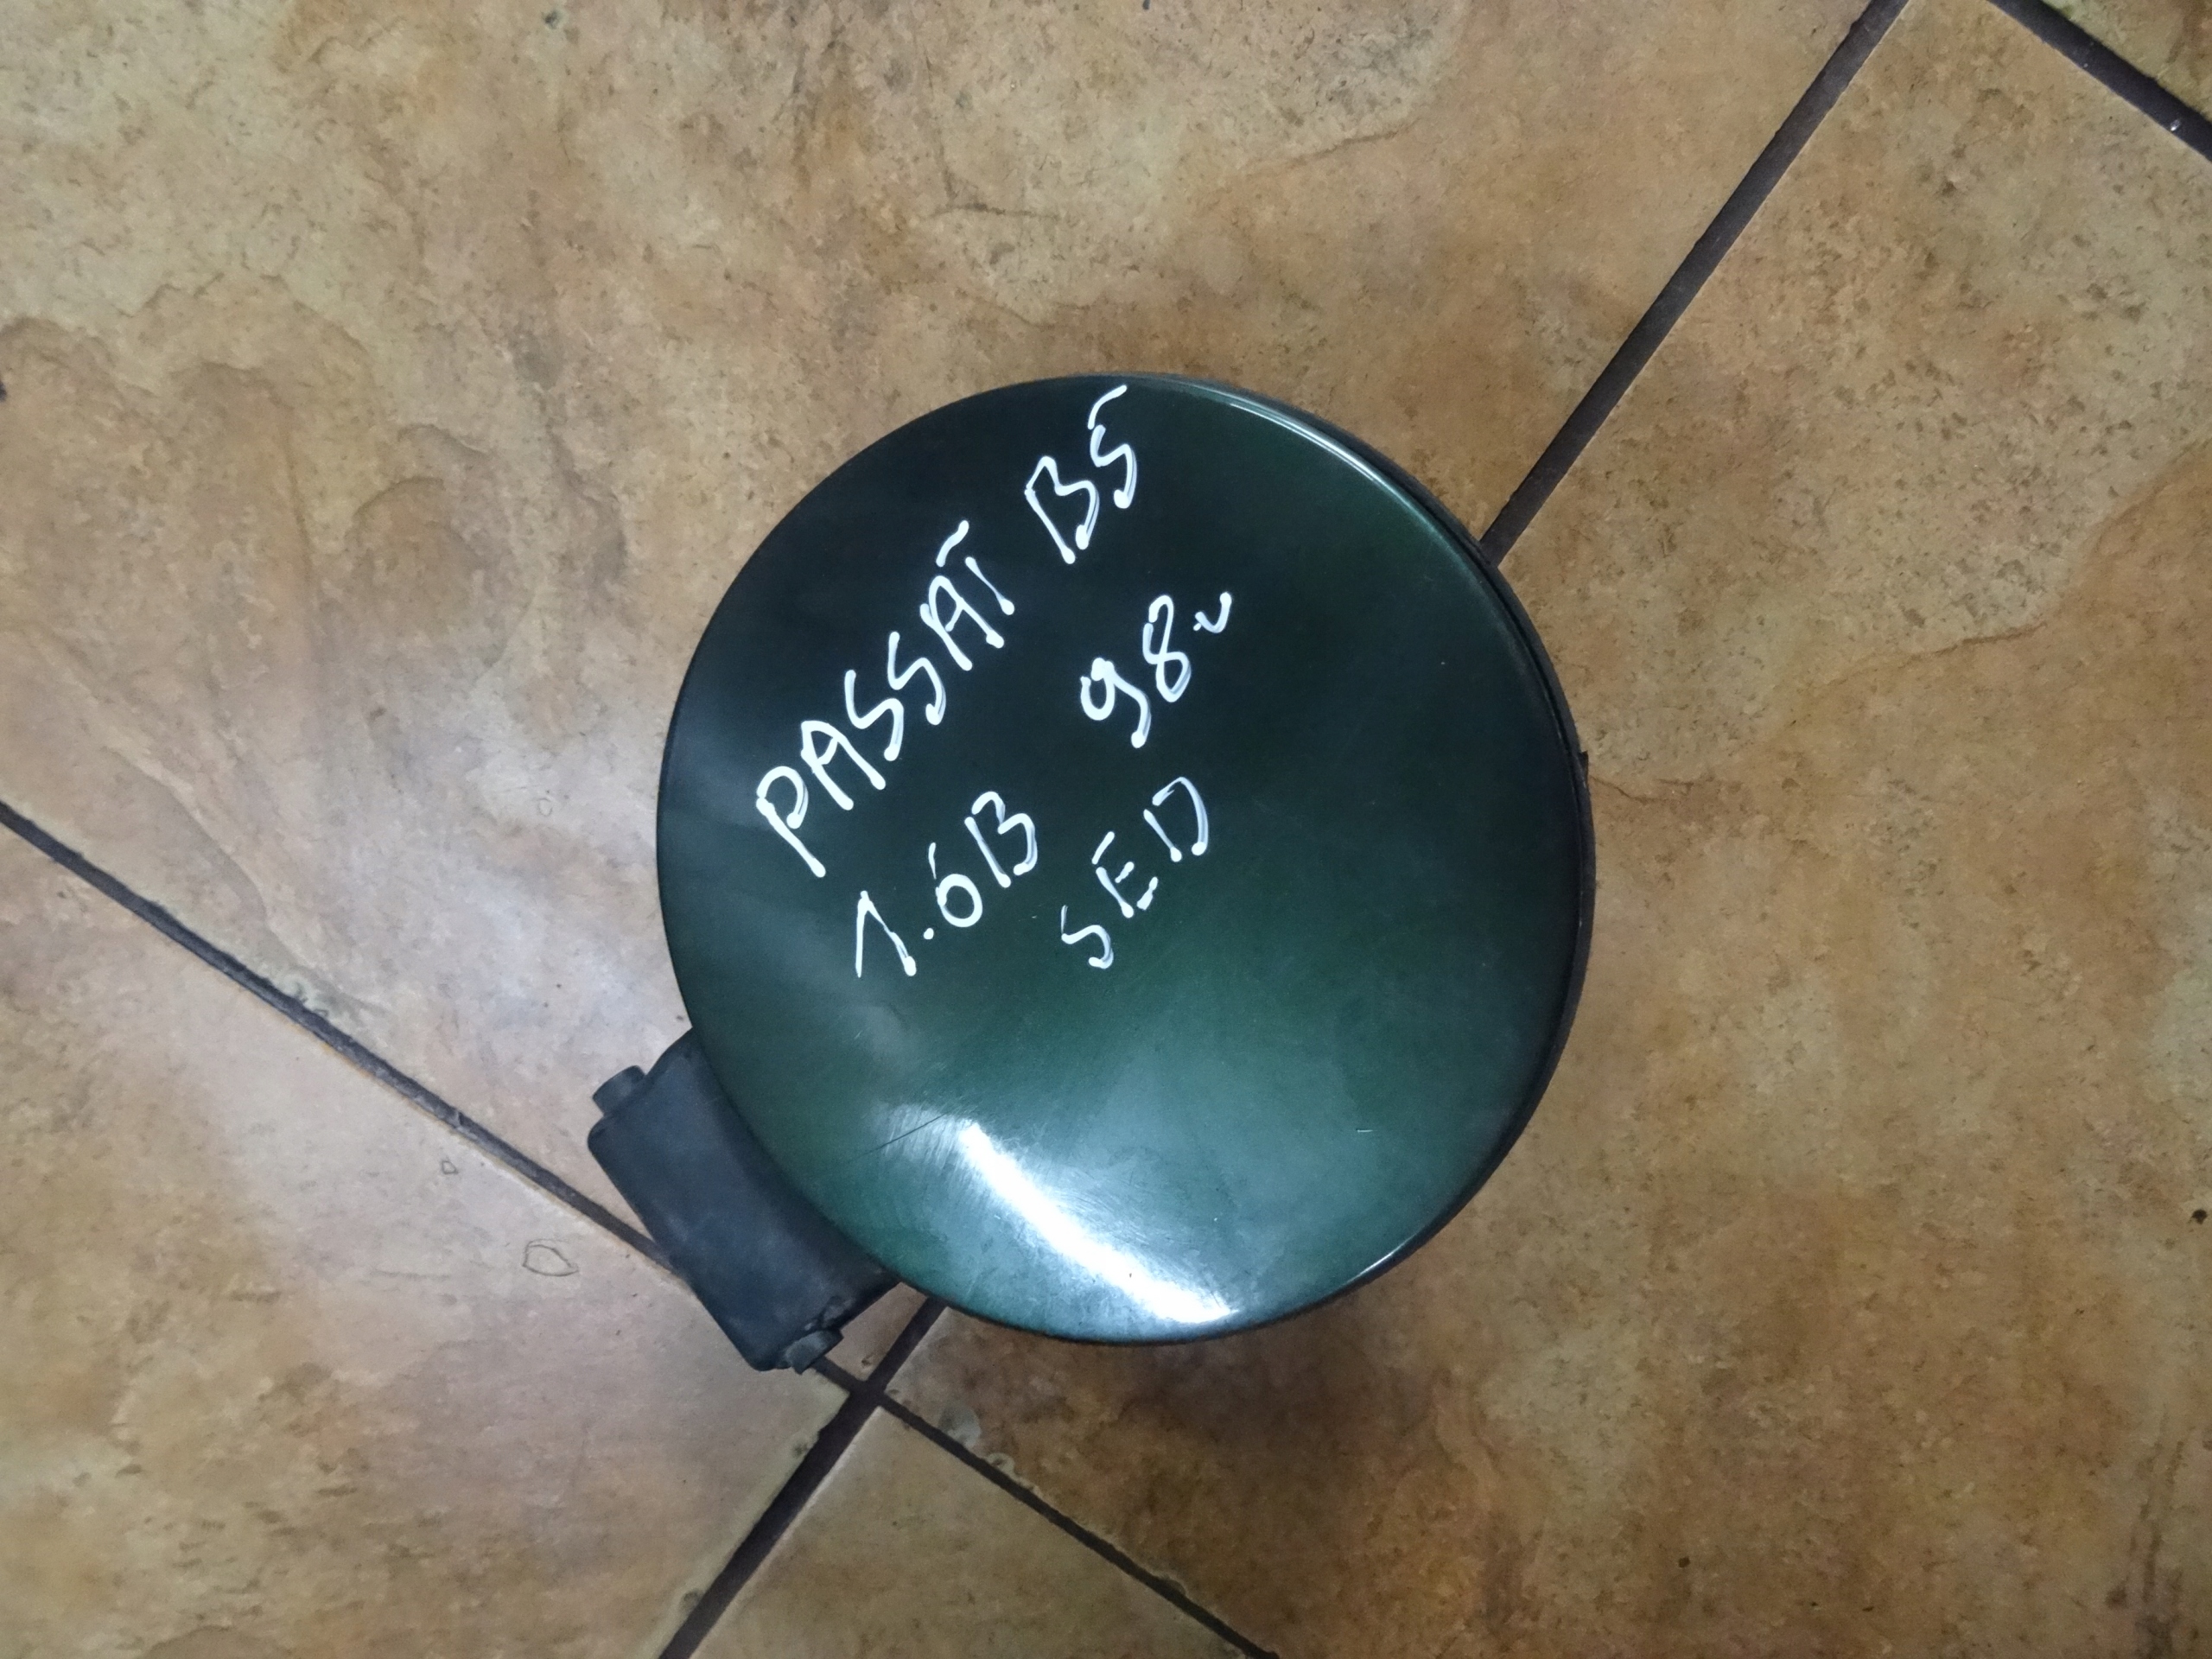 PASSAT B5
1.6B 98r
SED